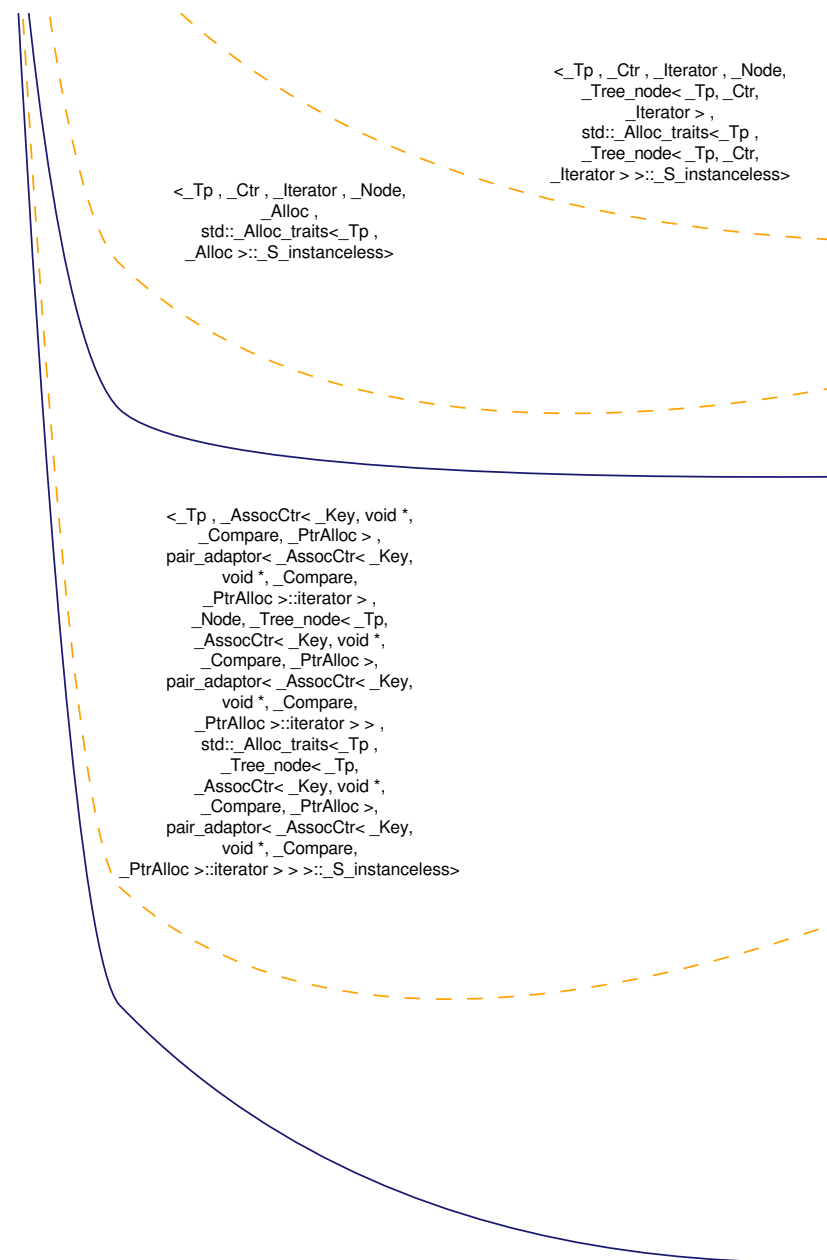 <_Tp , _Ctr , _Iterator , _Node,
_Tree_node< _Tp, _Ctr,
_Iterator > ,
std::_Alloc_traits<_Tp ,
_Tree_node< _Tp, _Ctr,
_Iterator > >::_S_instanceless>
<_Tp , _Ctr , _Iterator , _Node,
_Alloc ,
std::_Alloc_traits<_Tp ,
_Alloc >::_S_instanceless>
<_Tp , _AssocCtr< _Key, void *,
_Compare, _PtrAlloc > ,
pair_adaptor< _AssocCtr< _Key,
void *, _Compare,
_PtrAlloc >::iterator > ,
_Node, _Tree_node< _Tp,
_AssocCtr< _Key, void *,
_Compare, _PtrAlloc >,
pair_adaptor< _AssocCtr< _Key,
void *, _Compare,
_PtrAlloc >::iterator > > ,
std::_Alloc_traits<_Tp ,
_Tree_node< _Tp,
_AssocCtr< _Key, void *,
_Compare, _PtrAlloc >,
pair_adaptor< _AssocCtr< _Key,
void *, _Compare,
_PtrAlloc >::iterator > > >::_S_instanceless>